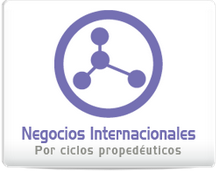 Negocios Internacionales
Por ciclos propedéuticos